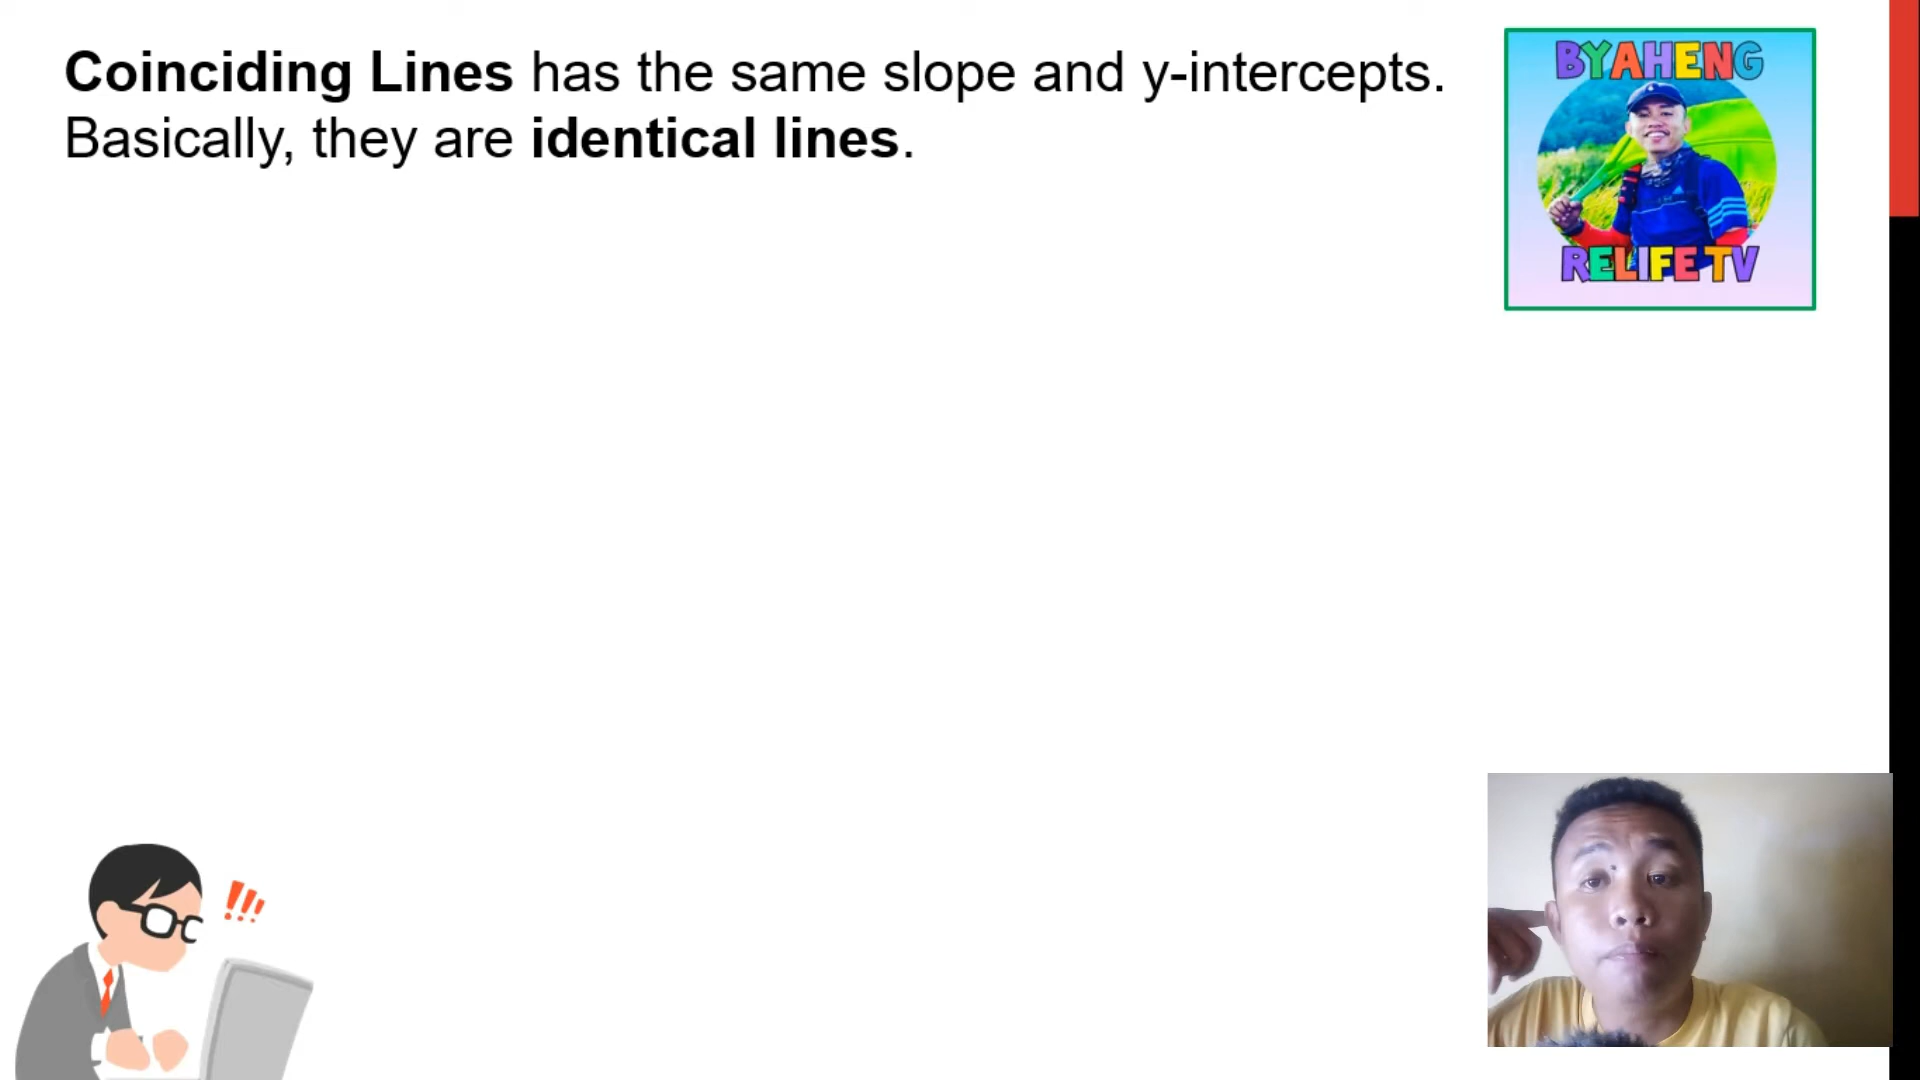 Coinciding Lines has the same slope and y-intercepts.
Basically, they are identical lines.
BYAHENG
RELIFE TV
!!!